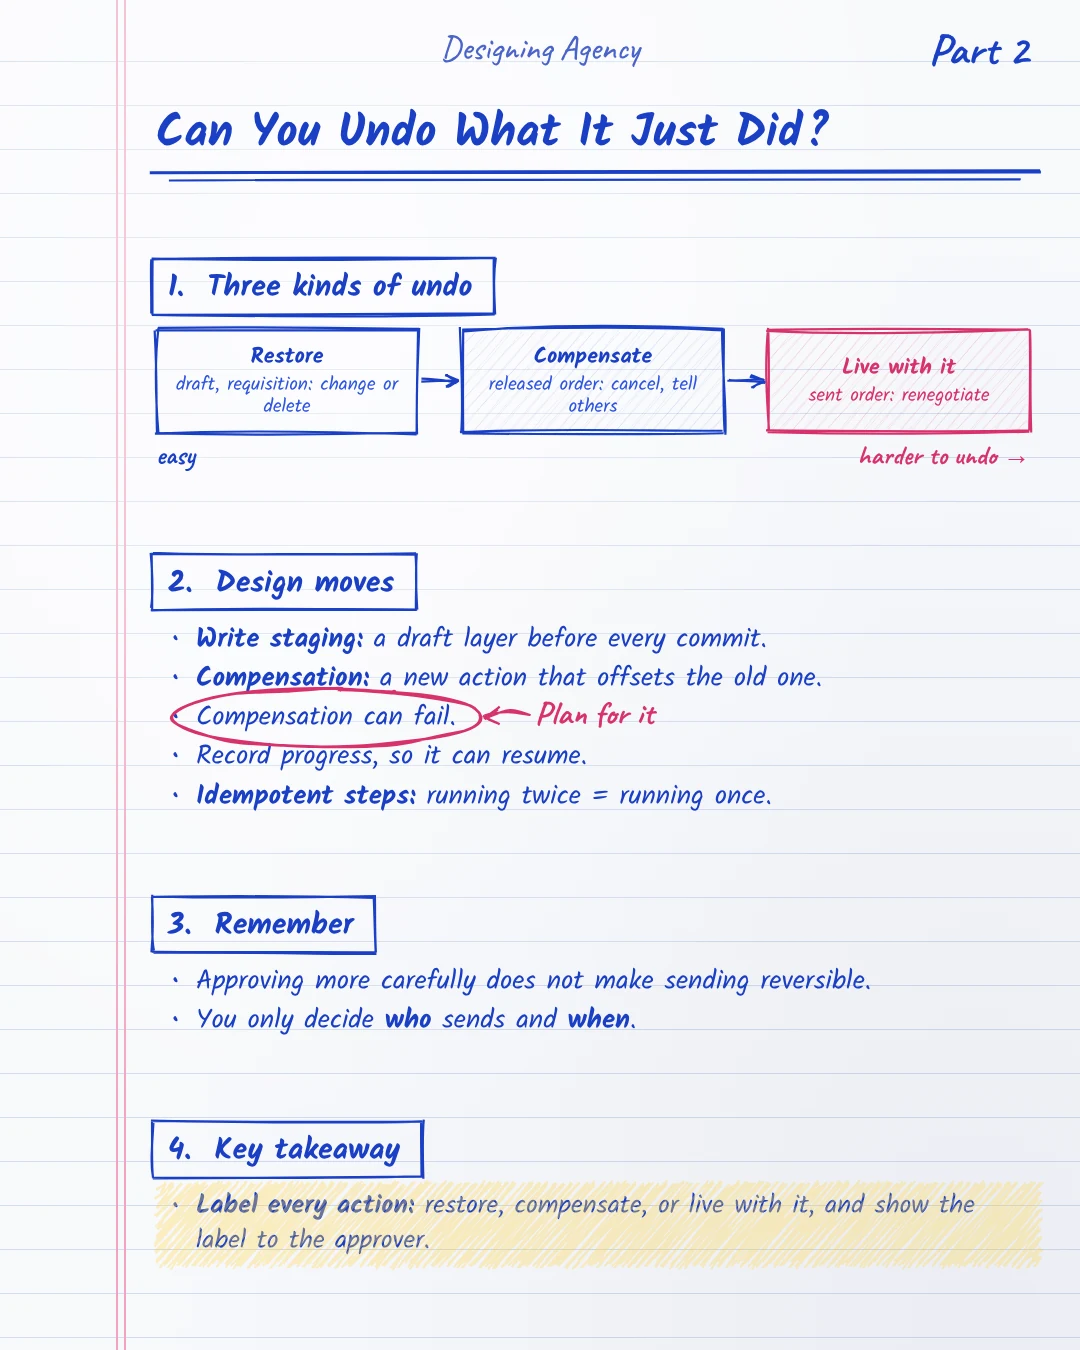 Designing Agency
Part 2
Can You Undo What It Just Did?
1. Three kinds of undo
Restore
draft, requisition: change or
delete
Compensate
released order: cancel, tell
others
Live with it
sent order: renegotiate
easy
harder to undo →
2. Design moves
· Write staging: a draft layer before every commit.
· Compensation: a new action that offsets the old one.
· Compensation can fail.
Plan for it
· Record progress, so it can resume.
· Idempotent steps: running twice = running once.
3. Remember
· Approving more carefully does not make sending reversible.
· You only decide who sends and when.
4. Key takeaway
· Label every action: restore, compensate, or live with it, and show the
label to the approver.